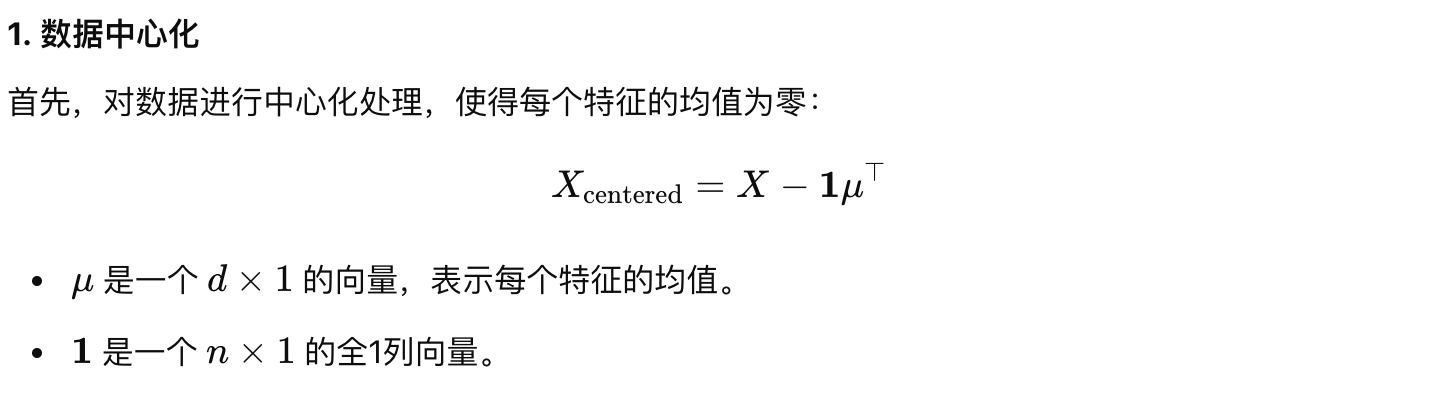 1. 数据中心化
首先，对数据进行中心化处理，使得每个特征的均值为零：
X_centered = X − 𝟏μ^⊤
• μ 是一个 d × 1 的向量，表示每个特征的均值。
• 𝟏 是一个 n × 1 的全1列向量。